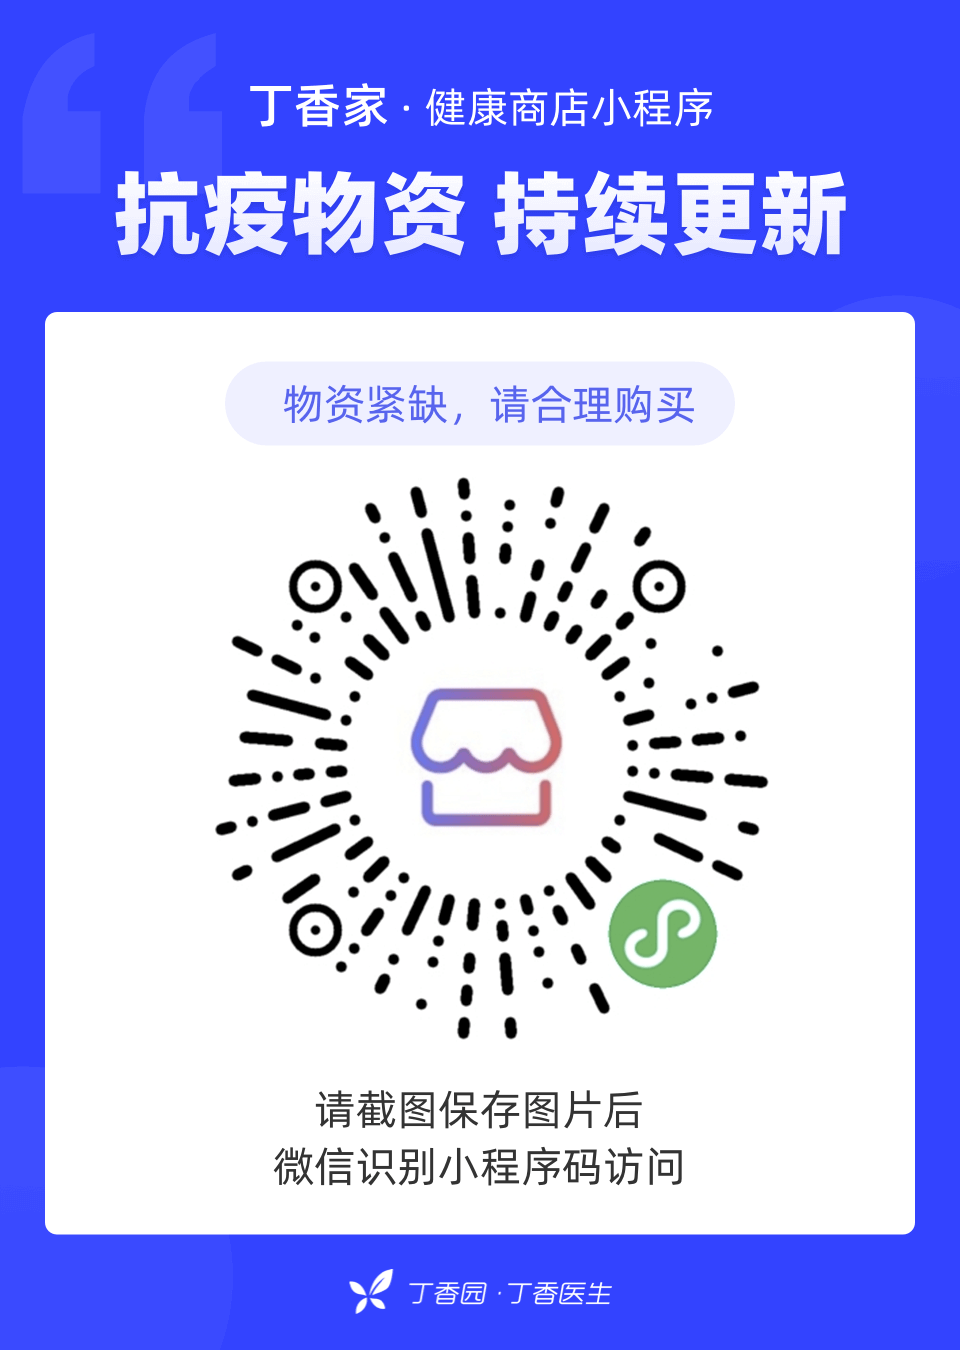 丁香家 · 健康商店小程序
抗疫物资 持续更新
物资紧缺，请合理购买
请截图保存图片后
微信识别小程序码访问
丁香园 · 丁香医生